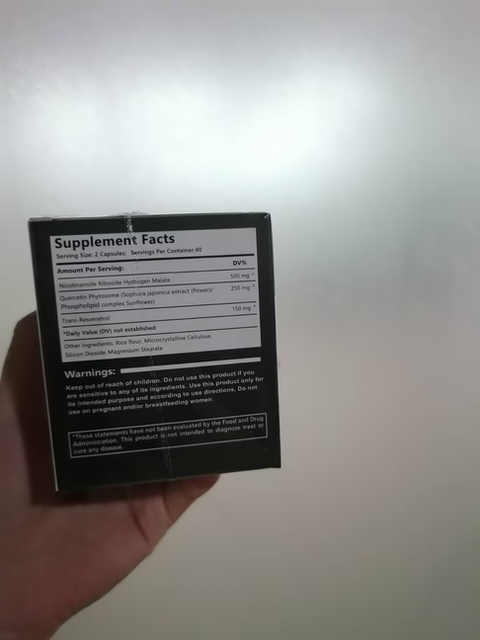 Supplement Facts
Serving Size: 2 Capsules; Servings Per Container:40
Amount Per Serving: DV%
Nicotinamide Riboside Hydrogen Malate 500 mg *
Quercetin Phytosome (Sophora japonica extract (flower)/ 250 mg *
Phospholipid complex Sunflower)
Trans-Resveratrol 150 mg *
*Daily Value (DV) not established
Other Ingredients: Rice flour, Microcrystalline Cellulose,
Silicon Dioxide, Magnesium Stearate
Warnings:
Keep out of reach of children. Do not use this product if you
are sensitive to any of its ingredients. Use this product only for
its intended purpose and according to use directions. Do not
use on pregnant and/or breastfeeding women.
*These statements have not been evaluated by the Food and Drug
Administration. This product is not intended to diagnose treat or
cure any disease.